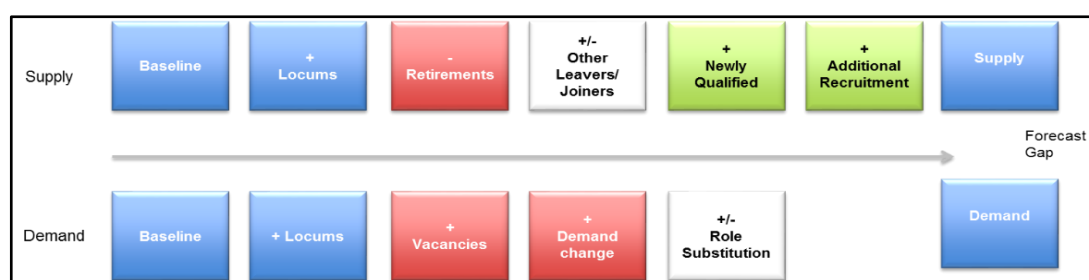 Supply
Baseline
+
Locums
-
Retirements
+/-
Other
Leavers/
Joiners
+
Newly
Qualified
+
Additional
Recruitment
Supply
Forecast
Gap
Demand
Baseline
+ Locums
+
Vacancies
+
Demand
change
+/-
Role
Substitution
Demand